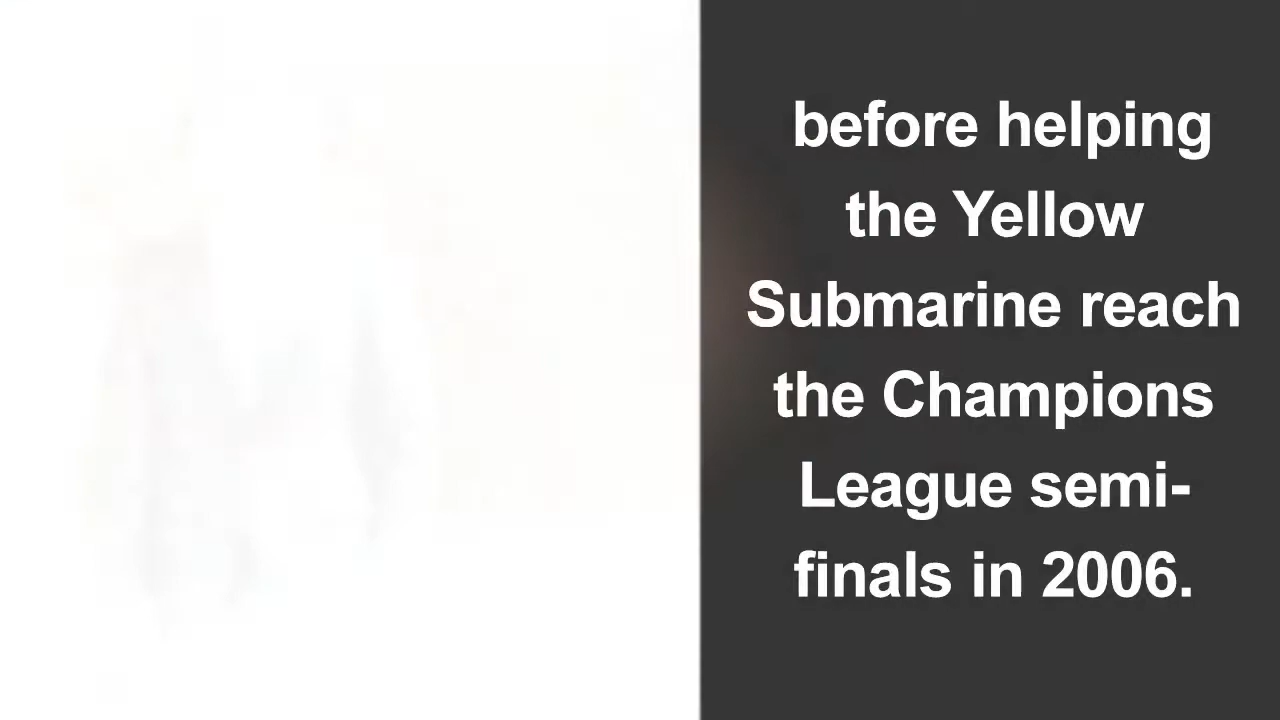 before helping
the Yellow
Submarine reach
the Champions
League semi-
finals in 2006.